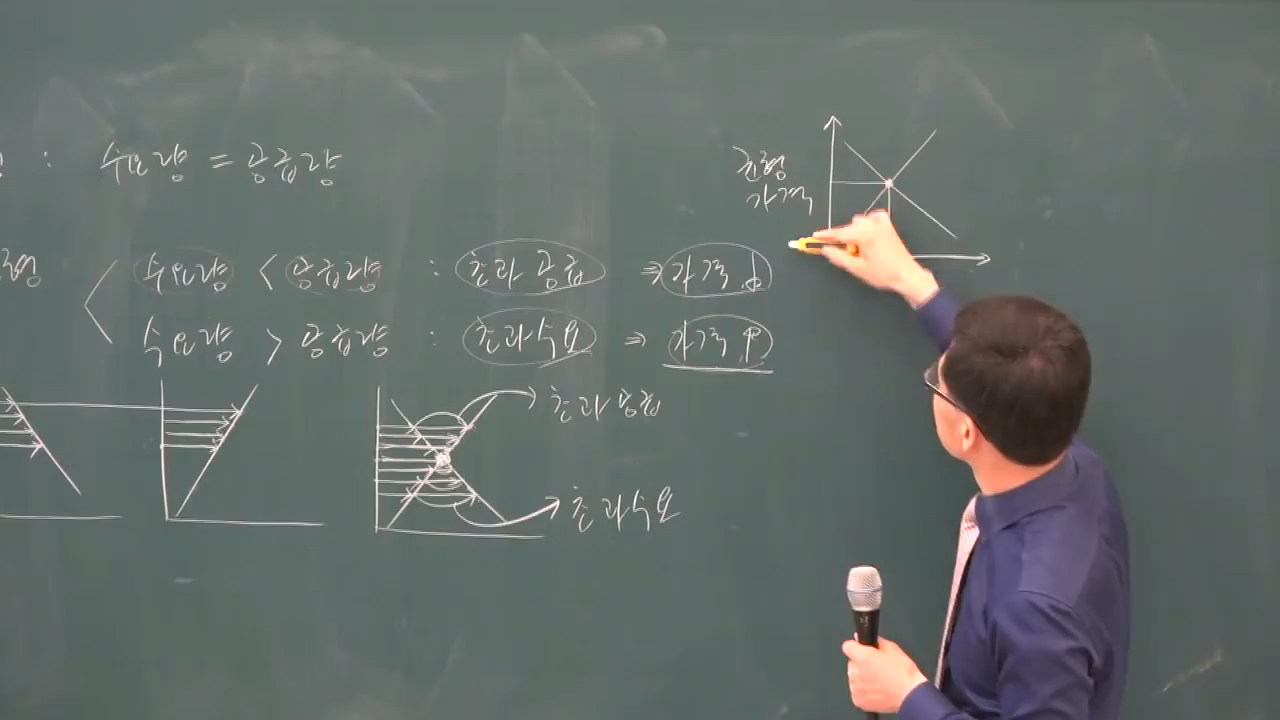 : 수요량 = 공급량
수요량 < 공급량 : 초과 공급 ⇒ 가격 ↓
수요량 > 공급량 : 초과수요 ⇒ 가격 ↑
초과공급
초과수요
균형
가격